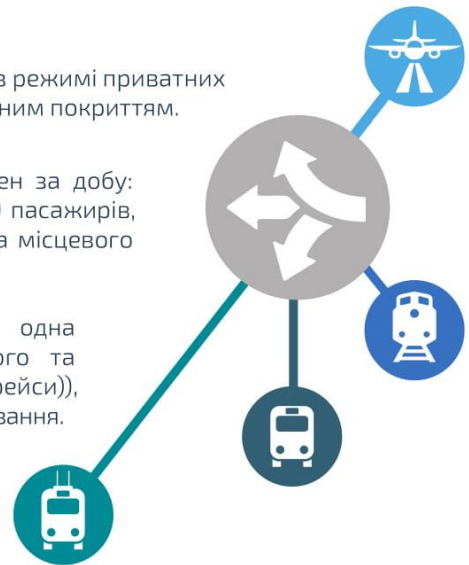 в режимі приватних
ним покриттям.
ен за добу:
пасажирів,
а місцевого
одна
ого та
рейси)),
вання.